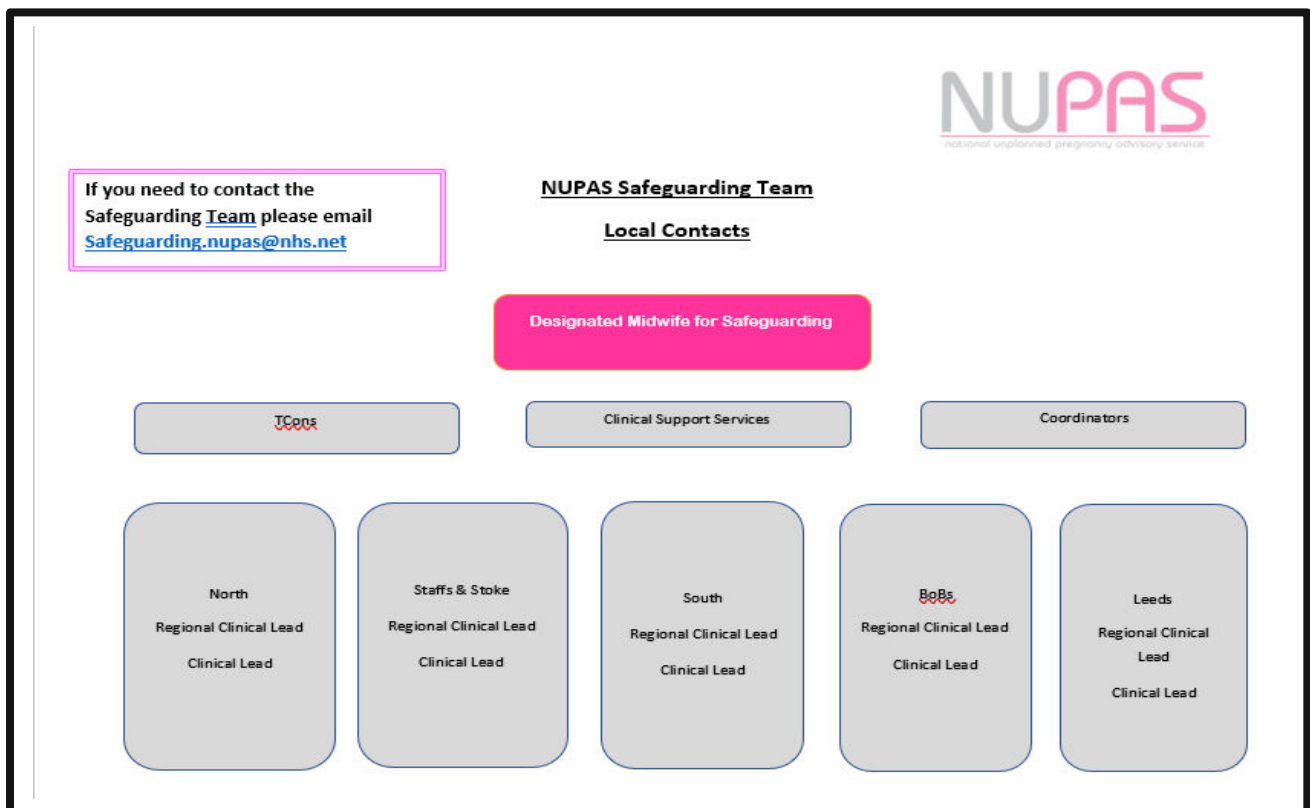 NUPAS
national unplanned pregnancy advisory service
If you need to contact the
Safeguarding Team please email
Safeguarding.nupas@nhs.net
NUPAS Safeguarding Team
Local Contacts
Designated Midwife for Safeguarding
TCons
Clinical Support Services
Coordinators
North
Regional Clinical Lead
Clinical Lead
Staffs & Stoke
Regional Clinical Lead
Clinical Lead
South
Regional Clinical Lead
Clinical Lead
BoBs
Regional Clinical Lead
Clinical Lead
Leeds
Regional Clinical
Lead
Clinical Lead